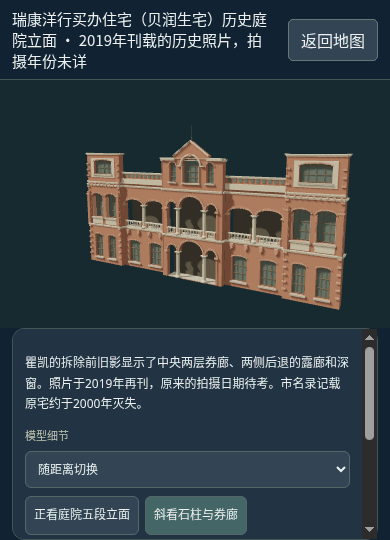 瑞康洋行买办住宅（贝润生宅）历史庭
院立面 · 2019年刊载的历史照片，拍
摄年份未详
返回地图
瞿凯的拆除前旧影显示了中央两层券廊、两侧后退的露廊和深
窗。照片于2019年再刊，原来的拍摄日期待考。市名录记载
原宅约于2000年灭失。
模型细节
随距离切换
正看庭院五段立面
斜看石柱与券廊